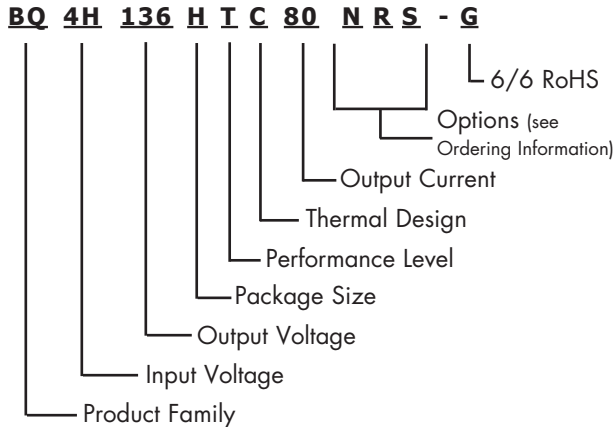 BQ 4H 136 H T C 80 N R S - G
6/6 RoHS
Options (see
Ordering Information)
Output Current
Thermal Design
Performance Level
Package Size
Output Voltage
Input Voltage
Product Family